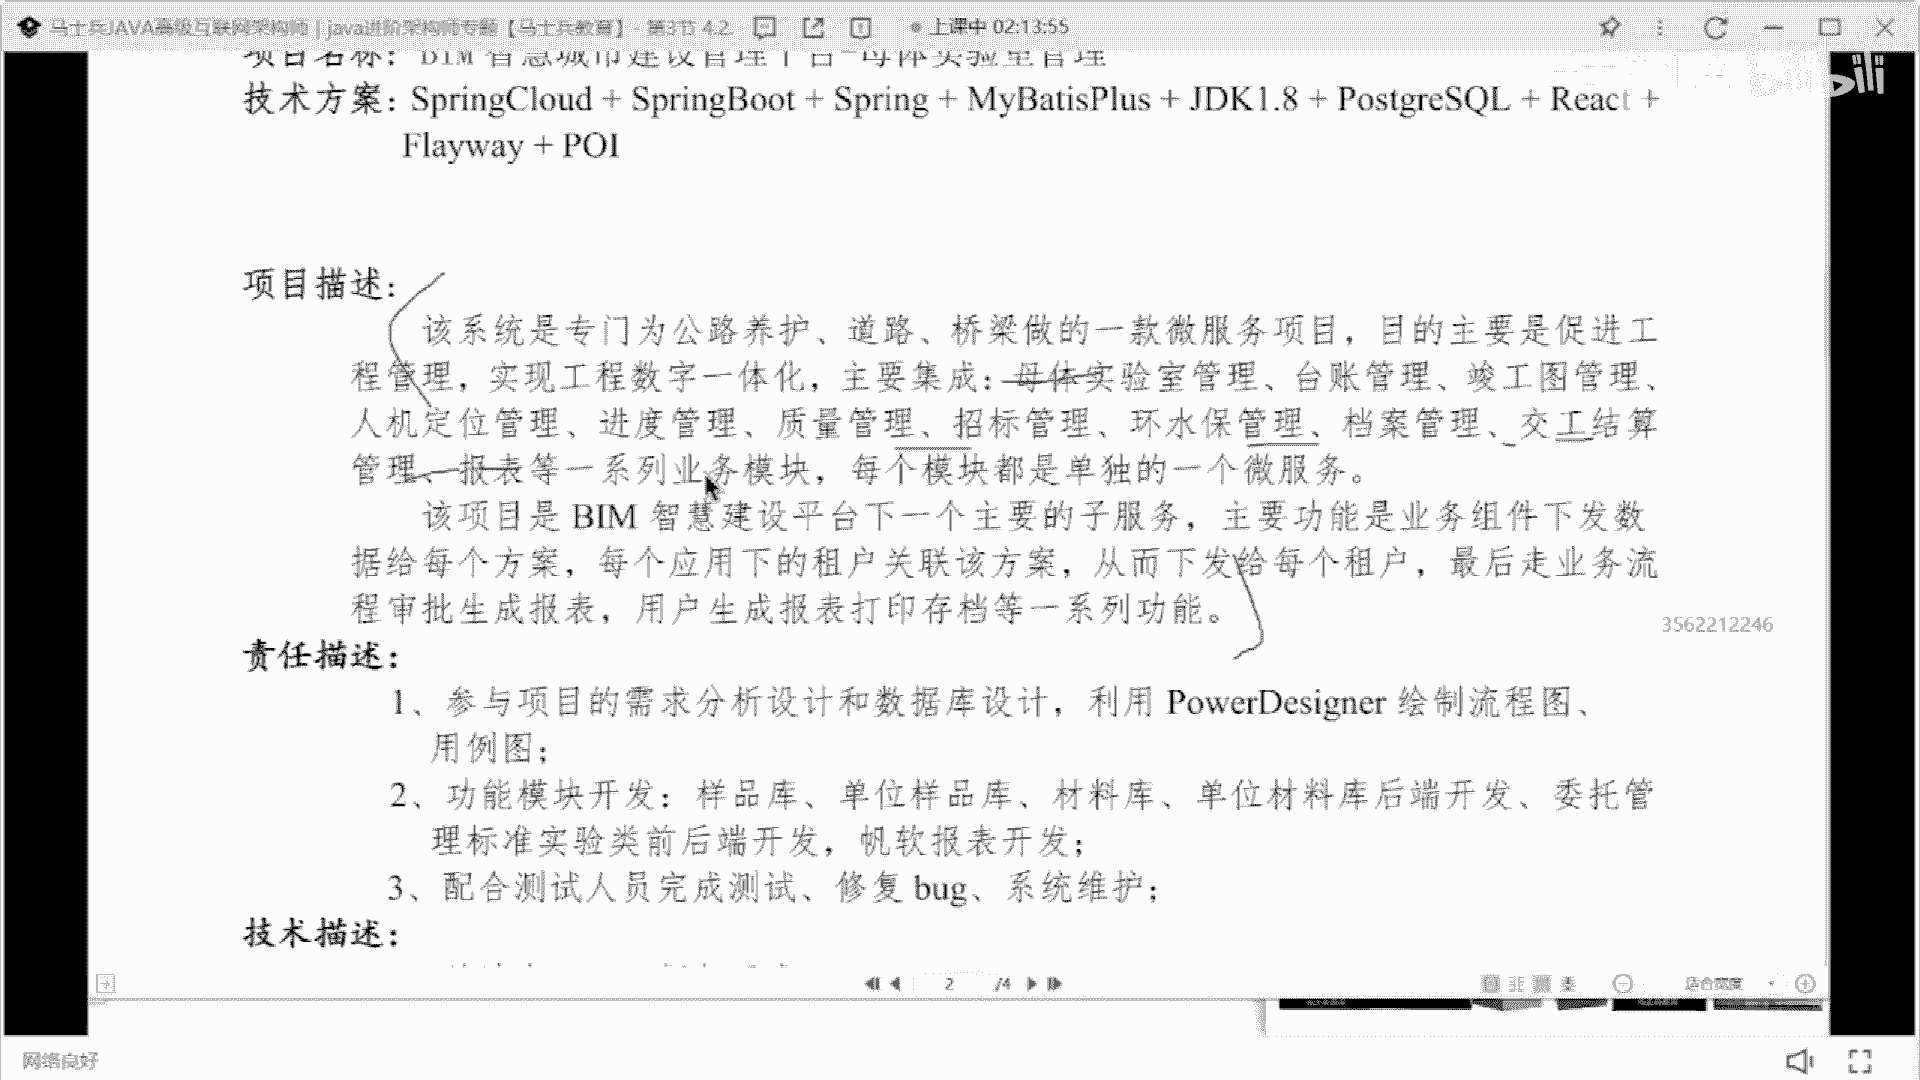 马士兵JAVA高级互联网架构师 | java进阶架构师专题【马士兵教育】 - 第3节 4.2. 上课中 02:13:55
项目名称：BIM 智慧城市建设管理平台-母体实验室管理
技术方案：SpringCloud + SpringBoot + Spring + MyBatisPlus + JDK1.8 + PostgreSQL + React +
Flayway + POI
项目描述：
该系统是专门为公路养护、道路、桥梁做的一款微服务项目，目的主要是促进工
程管理，实现工程数字一体化，主要集成：母体实验室管理、台账管理、竣工图管理、
人机定位管理、进度管理、质量管理、招标管理、环水保管理、档案管理、交工结算
管理、报表等一系列业务模块，每个模块都是单独的一个微服务。
该项目是 BIM 智慧建设平台下一个主要的子服务，主要功能是业务组件下发数
据给每个方案，每个应用下的租户关联该方案，从而下发给每个租户，最后走业务流
程审批生成报表，用户生成报表打印存档等一系列功能。
3562212246
责任描述：
1、参与项目的需求分析设计和数据库设计，利用 PowerDesigner 绘制流程图、
用例图；
2、功能模块开发：样品库、单位样品库、材料库、单位材料库后端开发、委托管
理标准实验类前后端开发，帆软报表开发；
3、配合测试人员完成测试、修复 bug、系统维护；
技术描述：
2 /4 适合宽度
网络良好